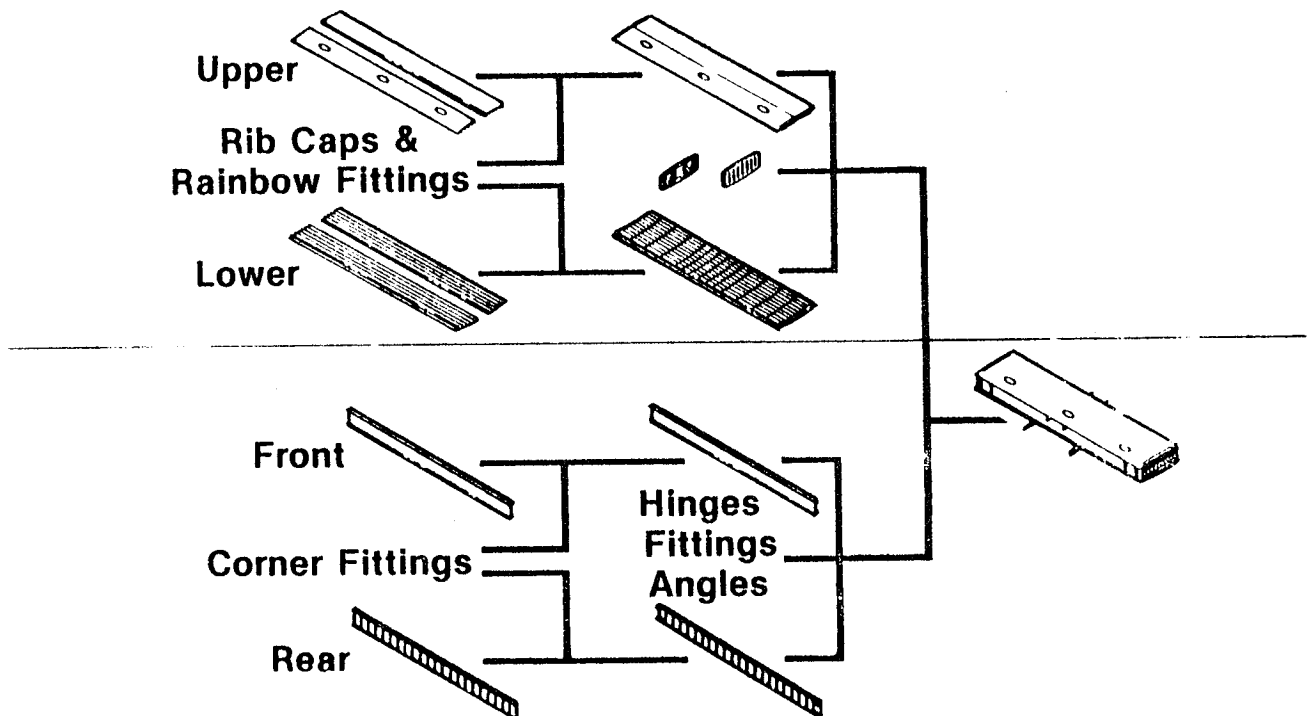 Upper
Rib Caps &
Rainbow Fittings
Lower
Front
Hinges
Fittings
Angles
Corner Fittings
Rear